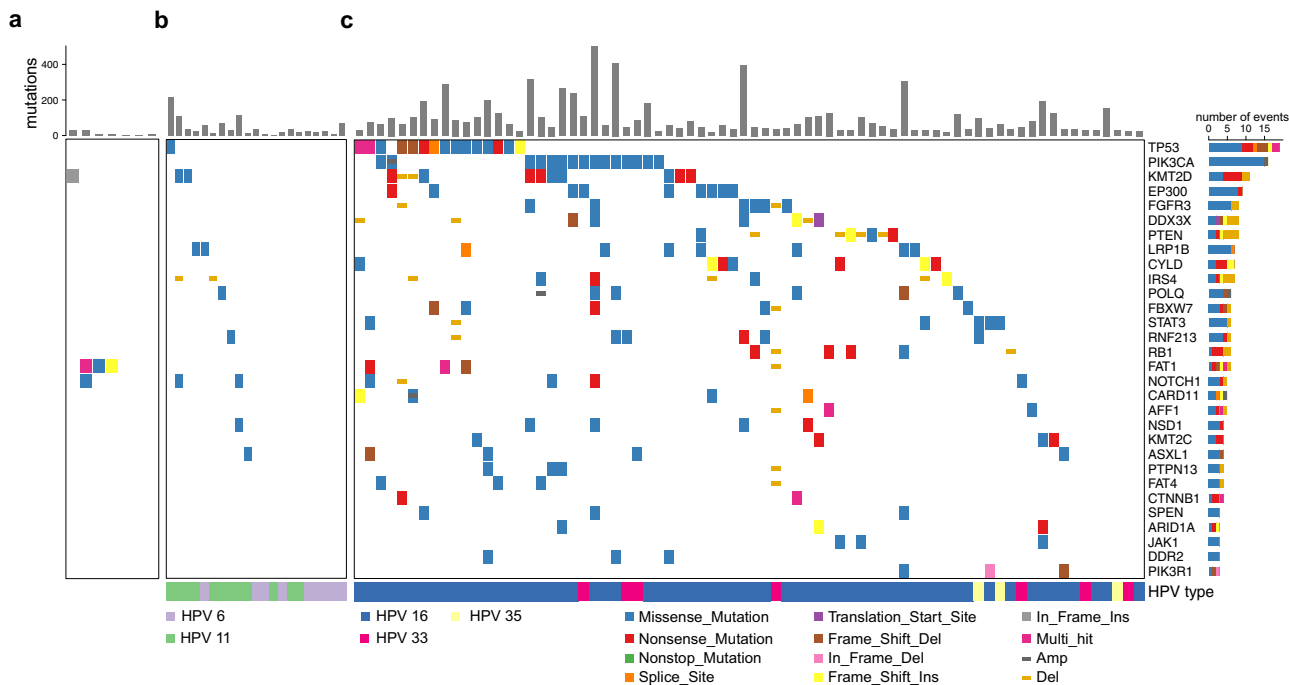 a b c
mutations
400
200
0
number of events
0 5 10 15
TP53
PIK3CA
KMT2D
EP300
FGFR3
DDX3X
PTEN
LRP1B
CYLD
IRS4
POLQ
FBXW7
STAT3
RNF213
RB1
FAT1
NOTCH1
CARD11
AFF1
NSD1
KMT2C
ASXL1
PTPN13
FAT4
CTNNB1
SPEN
ARID1A
JAK1
DDR2
PIK3R1
HPV type
HPV 6
HPV 11
HPV 16
HPV 33
HPV 35
Missense_Mutation
Nonsense_Mutation
Nonstop_Mutation
Splice_Site
Translation_Start_Site
Frame_Shift_Del
In_Frame_Del
Frame_Shift_Ins
In_Frame_Ins
Multi_hit
Amp
Del